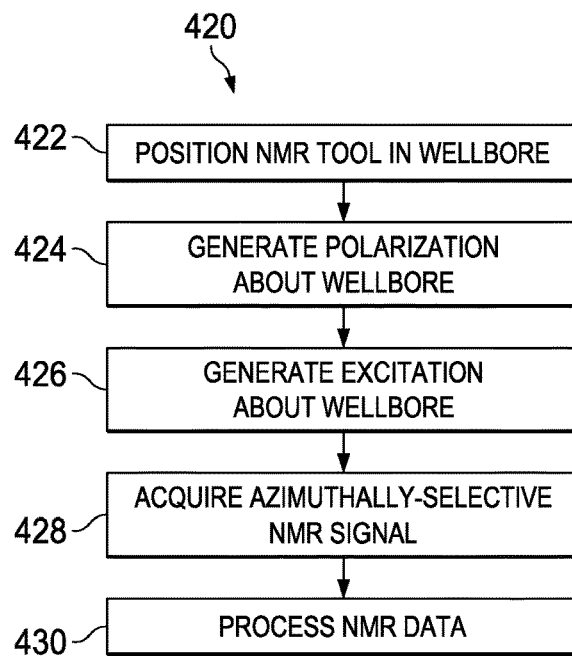 420
422
POSITION NMR TOOL IN WELLBORE
424
GENERATE POLARIZATION
ABOUT WELLBORE
426
GENERATE EXCITATION
ABOUT WELLBORE
428
ACQUIRE AZIMUTHALLY-SELECTIVE
NMR SIGNAL
430
PROCESS NMR DATA